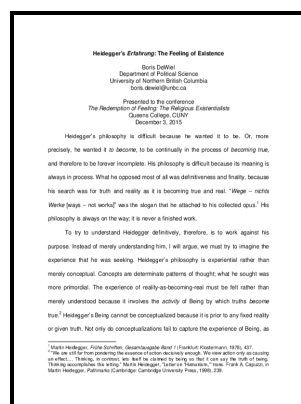 Heidegger's Erfahrung: The Feeling of Existence
Boris DeWiel
Department of Political Science
University of Northern British Columbia
boris.dewiel@unbc.ca
Presented to the conference
The Redemption of Feeling: The Religious Existentialists
Queens College, CUNY
December 3, 2015
Heidegger's philosophy is difficult because he wanted it to be. Or, more
precisely, he wanted it to become, to be continually in the process of becoming true,
and therefore to be forever incomplete. His philosophy is difficult because its meaning is
always in process. What he opposed most of all was definitiveness and finality, because
his search was for truth and reality as it is becoming true and real. "Wege – nichts
Werke [ways – not works]" was the slogan that he attached to his collected opus.1 His
philosophy is always on the way; it is never a finished work.
To try to understand Heidegger definitively, therefore, is to work against his
purpose. Instead of merely understanding him, I will argue, we must try to imagine the
experience that he was seeking. Heidegger's philosophy is experiential rather than
merely conceptual. Concepts are determinate patterns of thought; what he sought was
more primordial. The experience of reality-as-becoming-real must be felt rather than
merely understood because it involves the activity of Being by which truths become
true.2 Heidegger's Being cannot be conceptualized because it is prior to any fixed reality
or given truth. Not only do conceptualizations fail to capture the experience of Being, as
1 Martin Heidegger, Frühe Schriften, Gesamtausgabe Band 1 (Frankfurt: Klostermann, 1978), 437.
2 "We are still far from pondering the essence of action decisively enough. We view action only as causing
an effect.... Thinking, in contrast, lets itself be claimed by being so that it can say the truth of being.
Thinking accomplishes this letting." Martin Heidegger, "Letter on 'Humanism,'" trans. Frank A. Capuzzi, in
Martin Heidegger, Pathmarks (Cambridge: Cambridge University Press, 1998), 239.